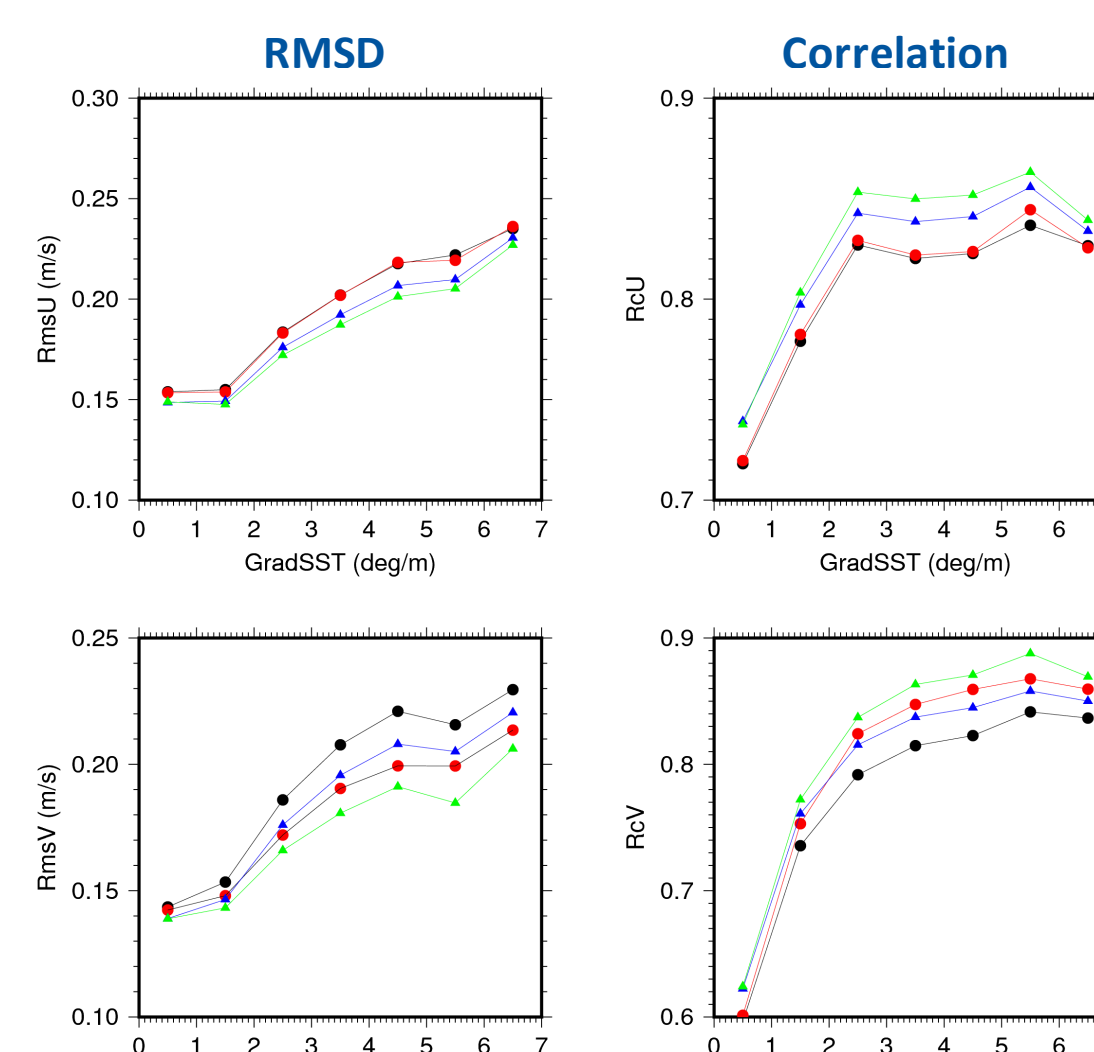 RMSD
Correlation
0.30
0.25
0.20
0.15
0.10
RmsU (m/s)
0 1 2 3 4 5 6 7
GradSST (deg/m)
0.9
0.8
0.7
RcU
0 1 2 3 4 5 6
GradSST (deg/m)
0.25
0.20
0.15
0.10
RmsV (m/s)
0 1 2 3 4 5 6 7
0.9
0.8
0.7
0.6
RcV
0 1 2 3 4 5 6